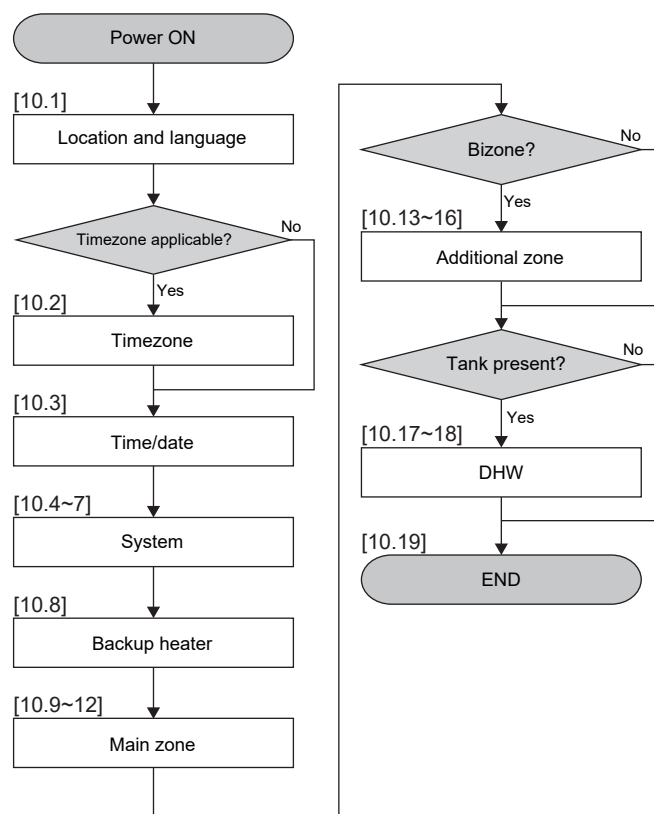 Power ON
[10.1]
Location and language
Timezone applicable?
No
Yes
[10.2]
Timezone
[10.3]
Time/date
[10.4~7]
System
[10.8]
Backup heater
[10.9~12]
Main zone
Bizone?
No
Yes
[10.13~16]
Additional zone
Tank present?
No
Yes
[10.17~18]
DHW
[10.19]
END